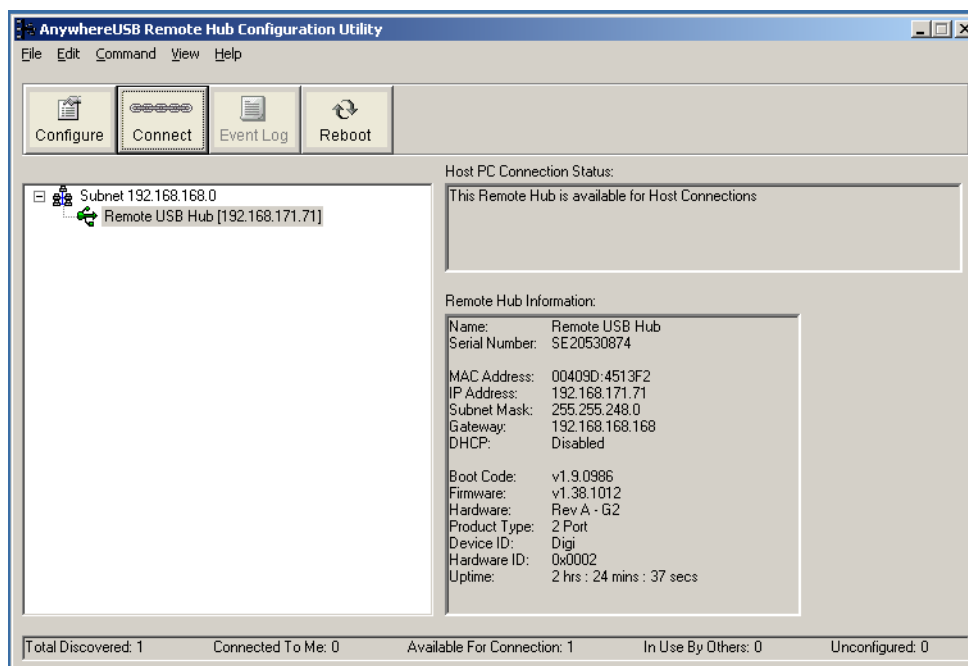 AnywhereUSB Remote Hub Configuration Utility
File Edit Command View Help
Configure Connect Event Log Reboot
Subnet 192.168.168.0
Remote USB Hub [192.168.171.71]
Host PC Connection Status:
This Remote Hub is available for Host Connections
Remote Hub Information:
Name: Remote USB Hub
Serial Number: SE20530874
MAC Address: 00409D:4513F2
IP Address: 192.168.171.71
Subnet Mask: 255.255.248.0
Gateway: 192.168.168.168
DHCP: Disabled
Boot Code: v1.9.0986
Firmware: v1.38.1012
Hardware: Rev A - G2
Product Type: 2 Port
Device ID: Digi
Hardware ID: 0x0002
Uptime: 2 hrs : 24 mins : 37 secs
Total Discovered: 1 Connected To Me: 0 Available For Connection: 1 In Use By Others: 0 Unconfigured: 0